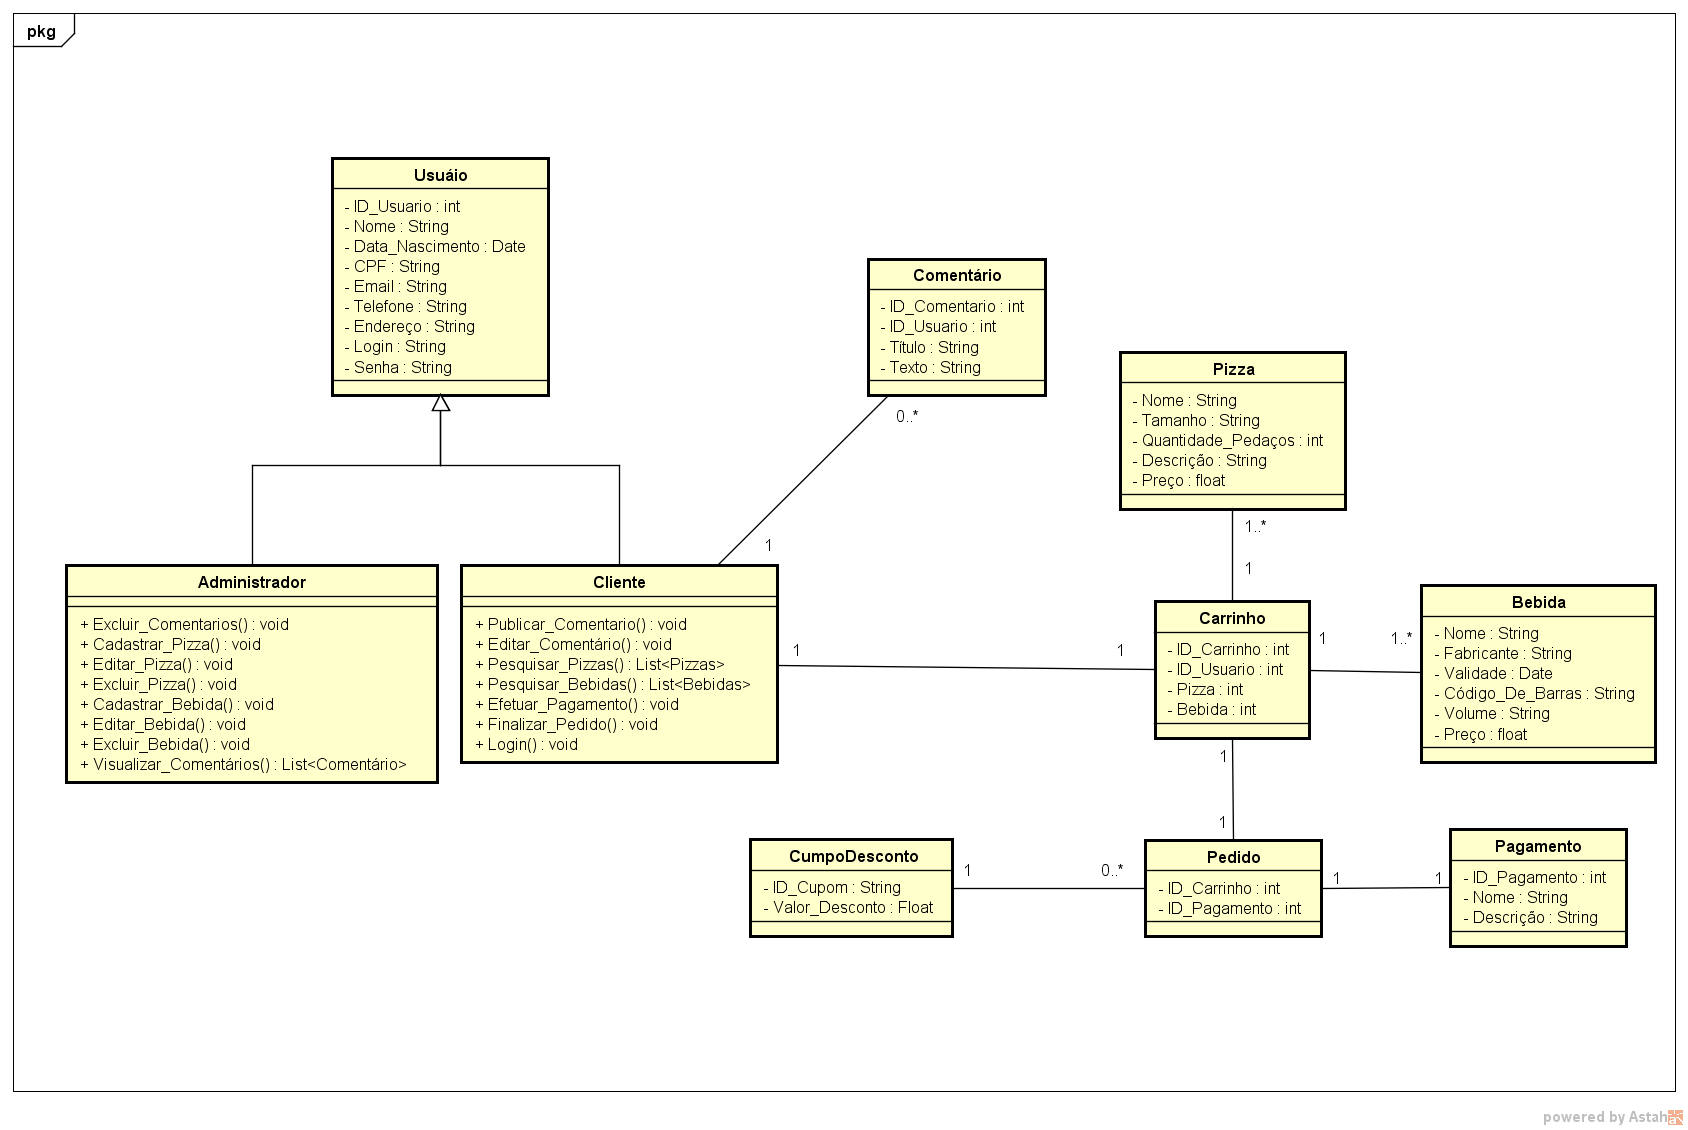 pkg
Usuáio
- ID_Usuario : int
- Nome : String
- Data_Nascimento : Date
- CPF : String
- Email : String
- Telefone : String
- Endereço : String
- Login : String
- Senha : String
Comentário
- ID_Comentario : int
- ID_Usuario : int
- Título : String
- Texto : String
0..*
1
Pizza
- Nome : String
- Tamanho : String
- Quantidade_Pedaços : int
- Descrição : String
- Preço : float
1..*
1
Administrador
+ Excluir_Comentarios() : void
+ Cadastrar_Pizza() : void
+ Editar_Pizza() : void
+ Excluir_Pizza() : void
+ Cadastrar_Bebida() : void
+ Editar_Bebida() : void
+ Excluir_Bebida() : void
+ Visualizar_Comentários() : List<Comentário>
Cliente
+ Publicar_Comentario() : void
+ Editar_Comentário() : void
+ Pesquisar_Pizzas() : List<Pizzas>
+ Pesquisar_Bebidas() : List<Bebidas>
+ Efetuar_Pagamento() : void
+ Finalizar_Pedido() : void
+ Login() : void
1
1
Carrinho
- ID_Carrinho : int
- ID_Usuario : int
- Pizza : int
- Bebida : int
1
1..*
Bebida
- Nome : String
- Fabricante : String
- Validade : Date
- Código_De_Barras : String
- Volume : String
- Preço : float
1
1
CumpoDesconto
- ID_Cupom : String
- Valor_Desconto : Float
1
0..*
Pedido
- ID_Carrinho : int
- ID_Pagamento : int
1
1
Pagamento
- ID_Pagamento : int
- Nome : String
- Descrição : String
powered by Astah